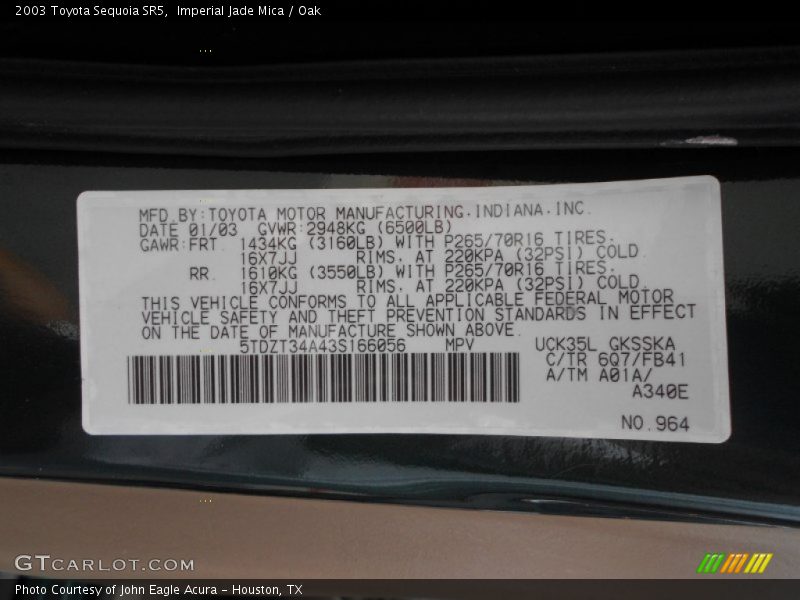 2003 Toyota Sequoia SR5,  Imperial Jade Mica / Oak
MFD.BY:TOYOTA MOTOR MANUFACTURING.INDIANA.INC.
DATE 01/03  GVWR:2948KG (6500LB)
GAWR:FRT. 1434KG (3160LB) WITH P265/70R16 TIRES.
16X7JJ RIMS. AT 220KPA (32PSI) COLD
RR. 1610KG (3550LB) WITH P265/70R16 TIRES.
16X7JJ RIMS. AT 220KPA (32PSI) COLD
THIS VEHICLE CONFORMS TO ALL APPLICABLE FEDERAL MOTOR
VEHICLE SAFETY AND THEFT PREVENTION STANDARDS IN EFFECT
ON THE DATE OF MANUFACTURE SHOWN ABOVE.
5TDZT34A43S166056 MPV UCK35L GKSSKA
C/TR 6Q7/FB41
A/TM A01A/
A340E
NO.964
GTCARLOT.COM
Photo Courtesy of John Eagle Acura - Houston, TX